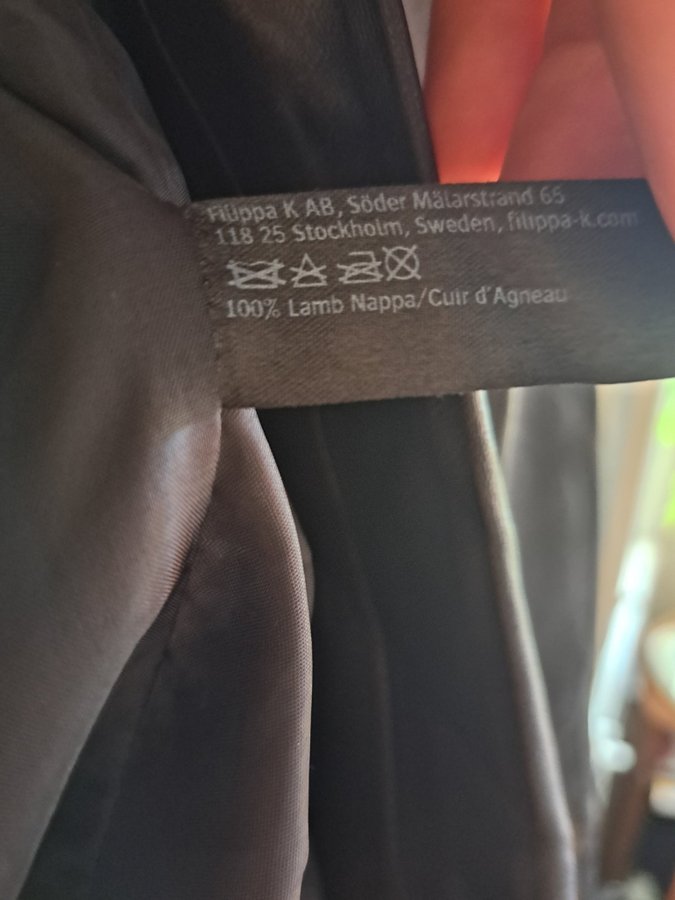 Filippa K AB, Söder Mälarstrand 65
118 25 Stockholm, Sweden, filippa-k.com
100% Lamb Nappa/Cuir d'Agneau